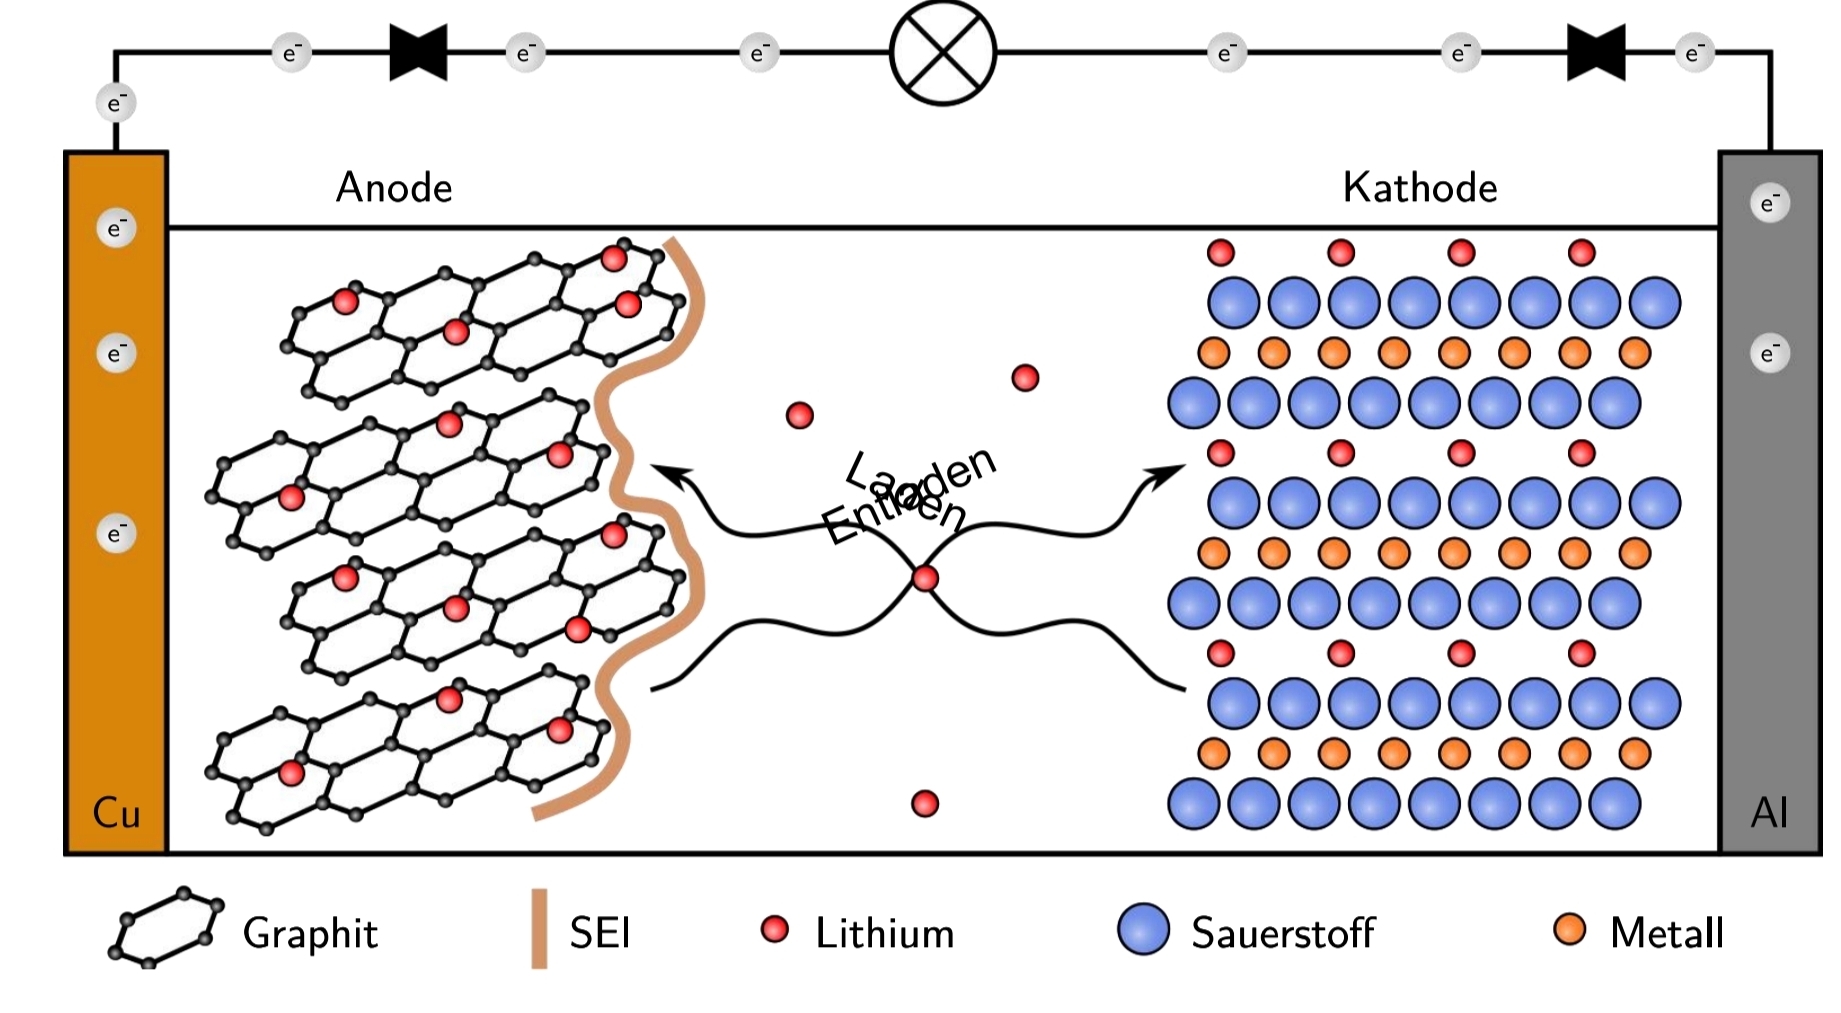 e⁻ e⁻ e⁻ e⁻ e⁻ e⁻
e⁻
Anode Kathode
e⁻ e⁻
e⁻ e⁻
e⁻
Laden
Entladen
Cu Al
Graphit SEI Lithium Sauerstoff Metall